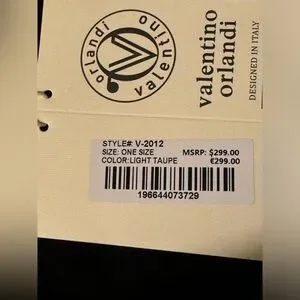 orlandi
valentino
valentino
orlandi
DESIGNED IN ITALY
STYLE#: V-2012
SIZE: ONE SIZE MSRP: $299.00
COLOR:LIGHT TAUPE €299.00
196644073729